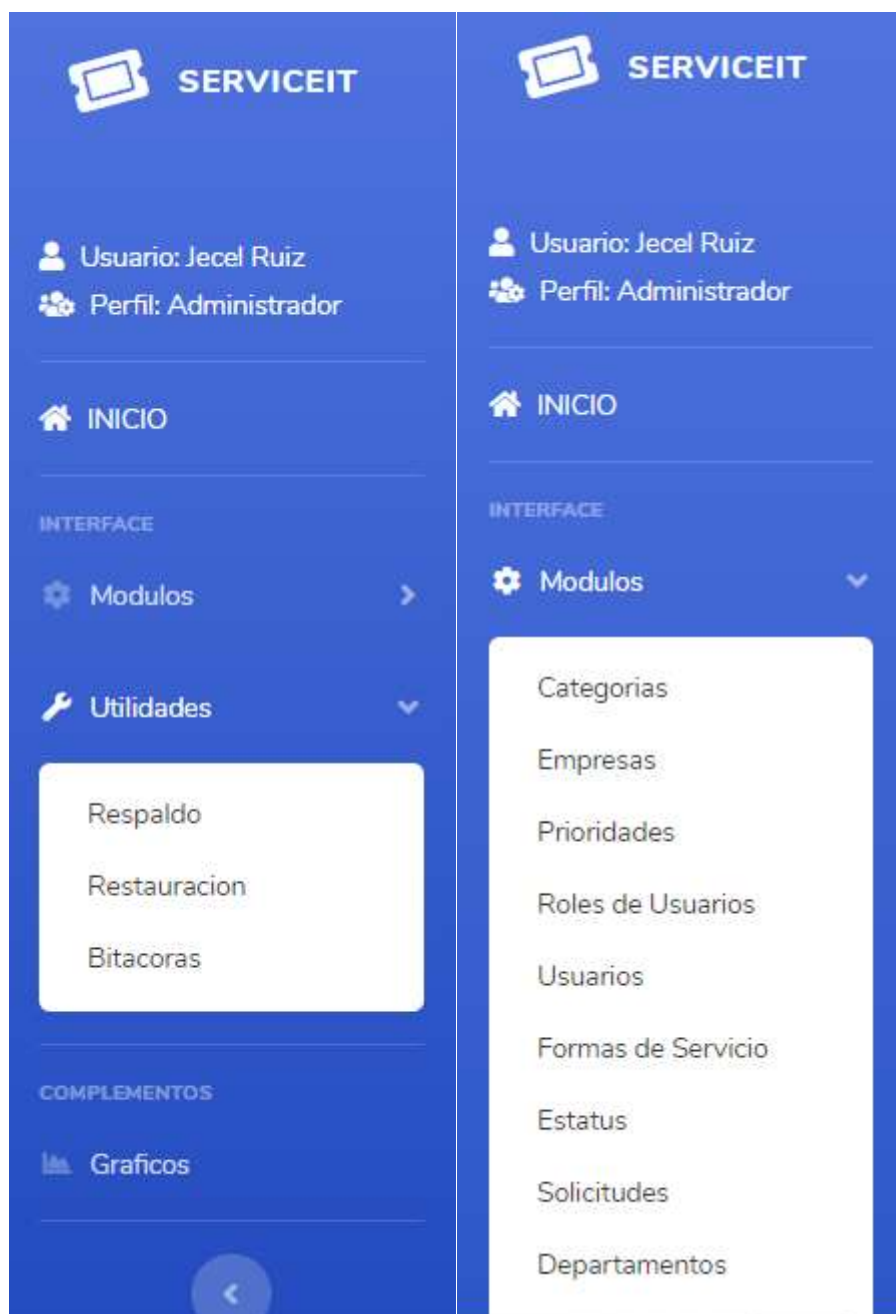 SERVICEIT
Usuario: Jecel Ruiz
Perfil: Administrador
INICIO
INTERFACE
Modulos
Utilidades
Respaldo
Restauracion
Bitacoras
COMPLEMENTOS
Graficos
SERVICEIT
Usuario: Jecel Ruiz
Perfil: Administrador
INICIO
INTERFACE
Modulos
Categorias
Empresas
Prioridades
Roles de Usuarios
Usuarios
Formas de Servicio
Estatus
Solicitudes
Departamentos